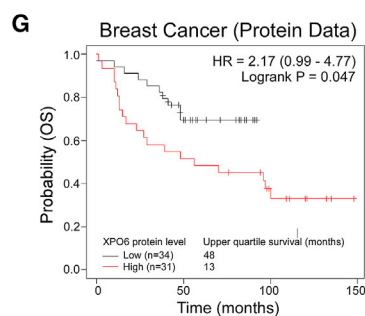 G
Breast Cancer (Protein Data)
HR = 2.17 (0.99 - 4.77)
Logrank P = 0.047
Probability (OS)
1.0
0.8
0.6
0.4
0.2
0.0
XPO6 protein level Upper quartile survival (months)
Low (n=34) 48
High (n=31) 13
0 50 100 150
Time (months)